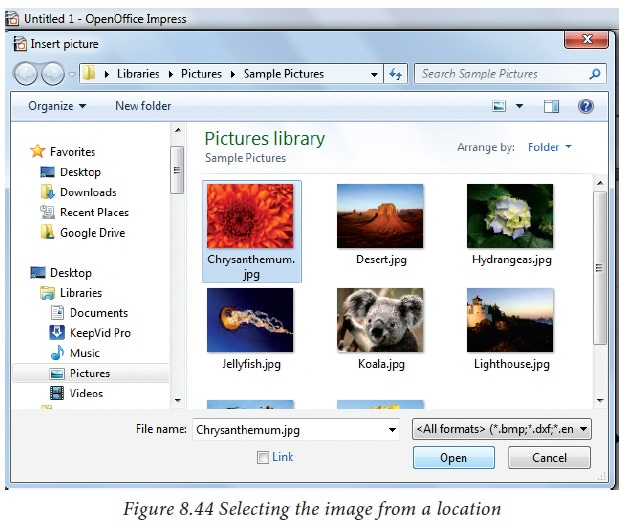 Untitled 1 - OpenOffice Impress
Insert picture
Libraries
Pictures
Sample Pictures
Search Sample Pictures
Organize
New folder
Favorites
Desktop
Downloads
Recent Places
Google Drive
Desktop
Libraries
Documents
KeepVid Pro
Music
Pictures
Videos
Pictures library
Sample Pictures
Arrange by: Folder
Chrysanthemum.
jpg
Desert.jpg
Hydrangeas.jpg
Jellyfish.jpg
Koala.jpg
Lighthouse.jpg
File name: Chrysanthemum.jpg
<All formats> (*.bmp;*.dxf;*.en
Link
Open
Cancel
Figure 8.44 Selecting the image from a location